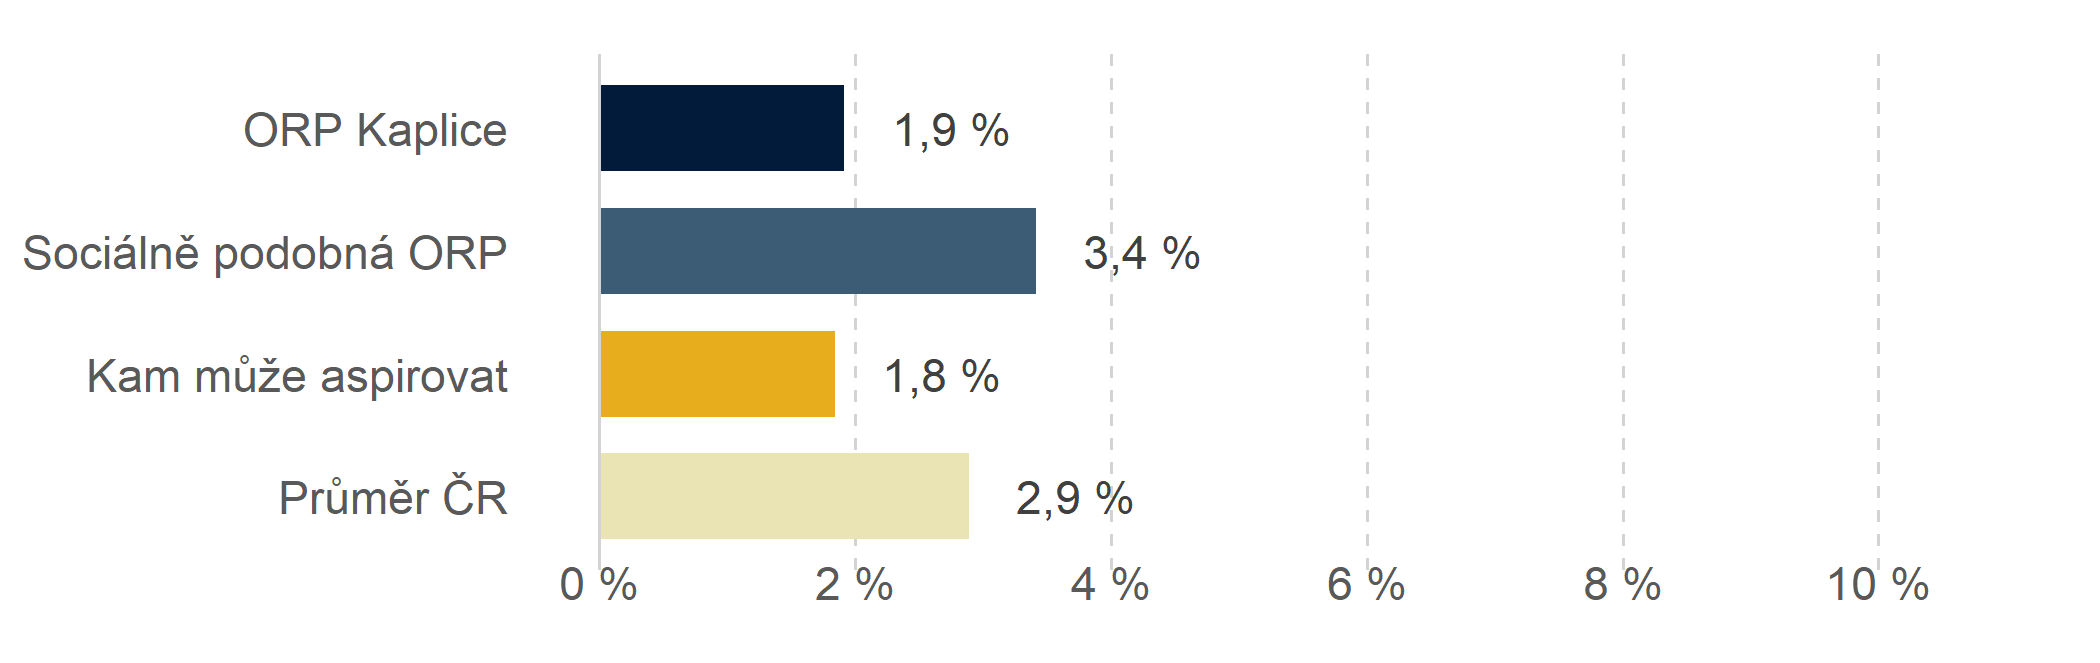 ORP Kaplice 1,9 %
Sociálně podobná ORP 3,4 %
Kam může aspirovat 1,8 %
Průměr ČR 2,9 %
0 % 2 % 4 % 6 % 8 % 10 %